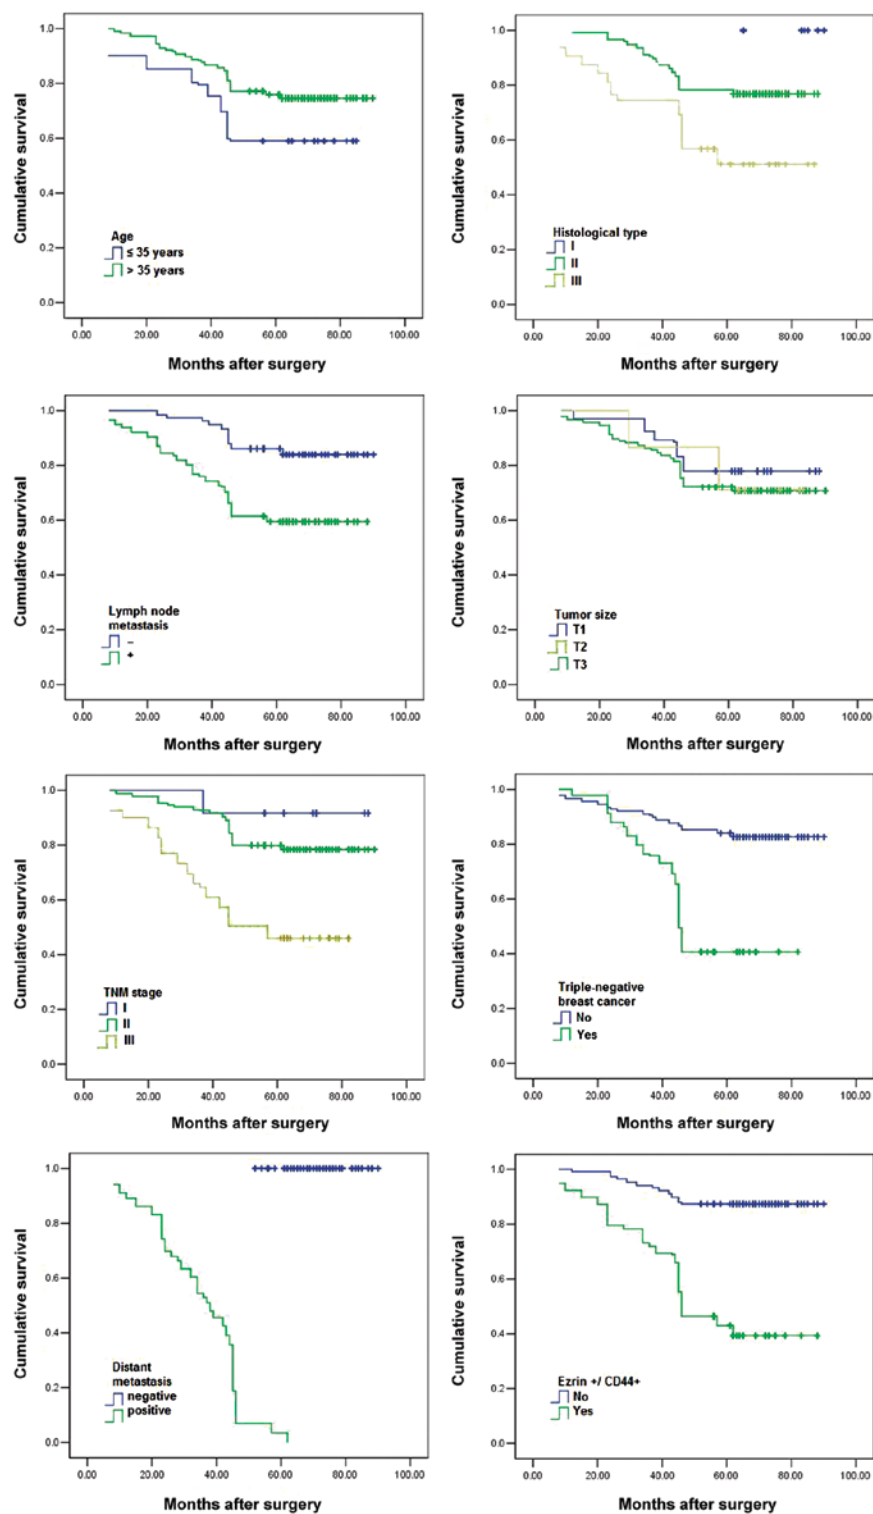 1.0
0.8
0.6
0.4
0.2
0.0
Cumulative survival
Age
≤ 35 years
> 35 years
0.00 20.00 40.00 60.00 80.00 100.00
Months after surgery
1.0
0.8
0.6
0.4
0.2
0.0
Cumulative survival
Histological type
I
II
III
0.00 20.00 40.00 60.00 80.00 100.00
Months after surgery
1.0
0.8
0.6
0.4
0.2
0.0
Cumulative survival
Lymph node
metastasis
–
+
0.00 20.00 40.00 60.00 80.00 100.00
Months after surgery
1.0
0.8
0.6
0.4
0.2
0.0
Cumulative survival
Tumor size
T1
T2
T3
0.00 20.00 40.00 60.00 80.00 100.00
Months after surgery
1.0
0.8
0.6
0.4
0.2
0.0
Cumulative survival
TNM stage
I
II
III
0.00 20.00 40.00 60.00 80.00 100.00
Months after surgery
1.0
0.8
0.6
0.4
0.2
0.0
Cumulative survival
Triple-negative
breast cancer
No
Yes
0.00 20.00 40.00 60.00 80.00 100.00
Months after surgery
1.0
0.8
0.6
0.4
0.2
0.0
Cumulative survival
Distant
metastasis
negative
positive
0.00 20.00 40.00 60.00 80.00 100.00
Months after surgery
1.0
0.8
0.6
0.4
0.2
0.0
Cumulative survival
Ezrin +/ CD44+
No
Yes
0.00 20.00 40.00 60.00 80.00 100.00
Months after surgery